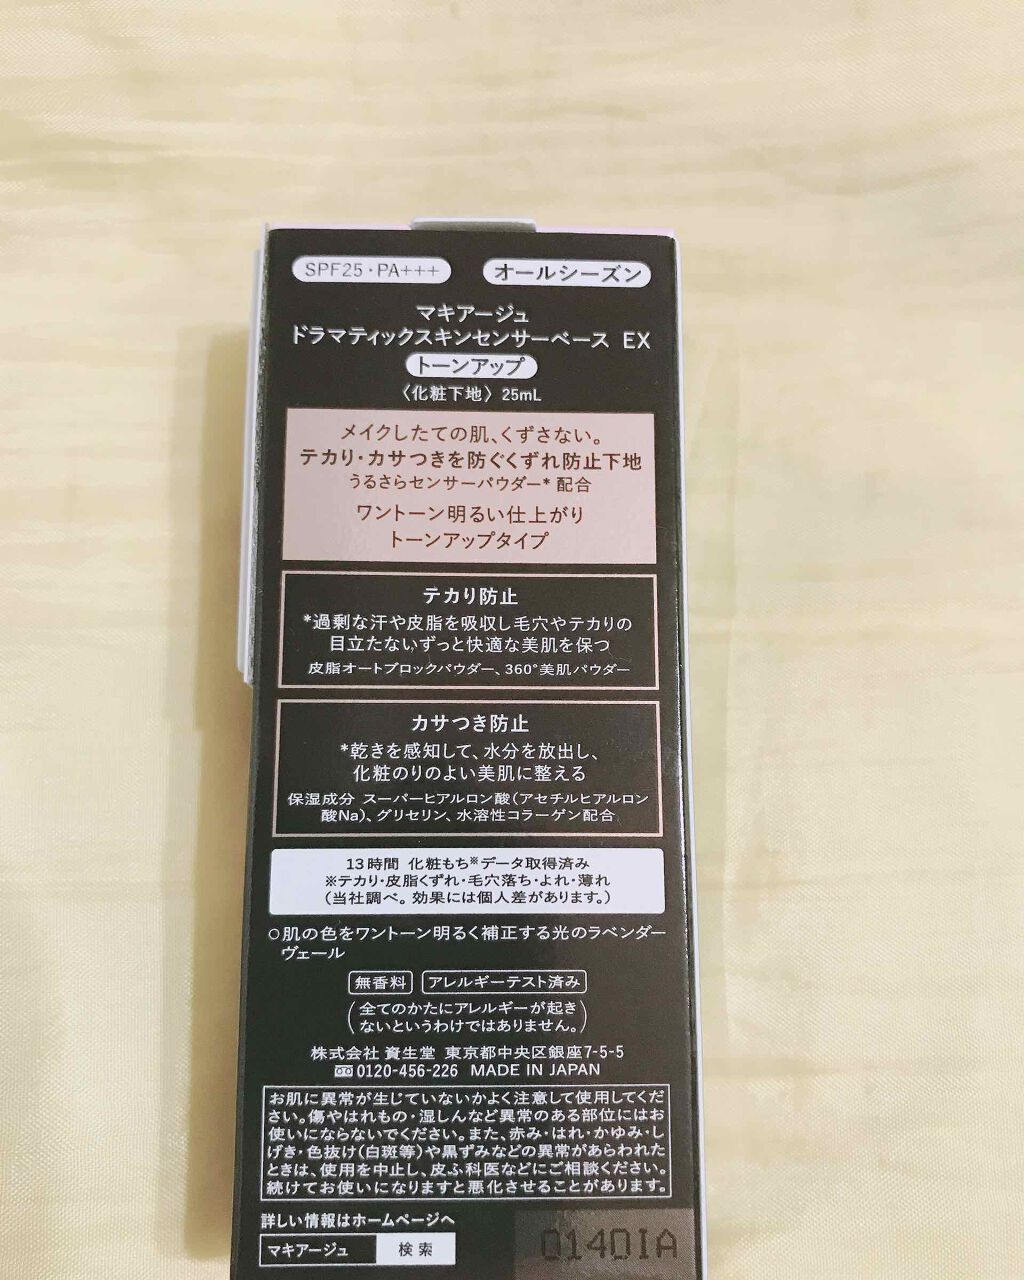 SPF25・PA+++ オールシーズン
マキアージュ
ドラマティックスキンセンサーベース EX
トーンアップ
〈化粧下地〉 25mL
メイクしたての肌、くずさない。
テカリ・カサつきを防ぐくずれ防止下地
うるさらセンサーパウダー* 配合
ワントーン明るい仕上がり
トーンアップタイプ
テカリ防止
*過剰な汗や皮脂を吸収し毛穴やテカリの
目立たないずっと快適な美肌を保つ
皮脂オートブロックパウダー、360°美肌パウダー
カサつき防止
*乾きを感知して、水分を放出し、
化粧のりのよい美肌に整える
保湿成分 スーパーヒアルロン酸(アセチルヒアルロン
酸Na)、グリセリン、水溶性コラーゲン配合
13時間 化粧もち※データ取得済み
※テカリ・皮脂くずれ・毛穴落ち・よれ・薄れ
(当社調べ。効果には個人差があります。)
○肌の色をワントーン明るく補正する光のラベンダー
ヴェール
無香料 アレルギーテスト済み
(全てのかたにアレルギーが起き
ないというわけではありません。)
株式会社 資生堂 東京都中央区銀座7-5-5
0120-456-226 MADE IN JAPAN
お肌に異常が生じていないかよく注意して使用してくだ
さい。傷やはれもの・湿しんなど異常のある部位にはお
使いにならないでください。また、赤み・はれ・かゆみ・し
げき・色抜け(白斑等)や黒ずみなどの異常があらわれた
ときは、使用を中止し、皮ふ科医などにご相談ください。
続けてお使いになりますと悪化させることがあります。
詳しい情報はホームページへ
マキアージュ 検索
0140IA